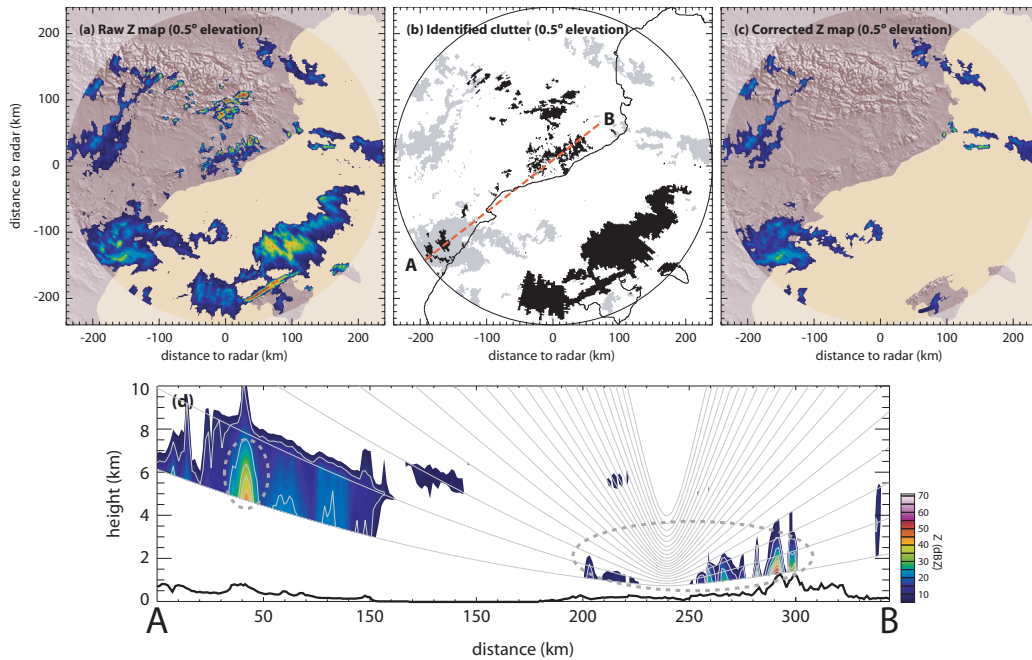 (a) Raw Z map (0.5° elevation)
(b) Identified clutter (0.5° elevation)
(c) Corrected Z map (0.5° elevation)
distance to radar (km)
200
100
0
-100
-200
B
A
-200 -100 0 100 200
-200 -100 0 100 200
-200 -100 0 100 200
distance to radar (km)
distance to radar (km)
distance to radar (km)
(d)
height (km)
10
8
6
4
2
0
70
60
50
40
30
20
10
Z (dBZ)
A
50 150 150 200 250 300
B
distance (km)